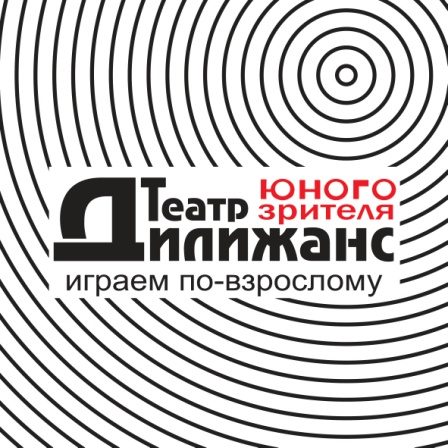 Театр юного
зрителя
Дилижанс
играем по-взрослому